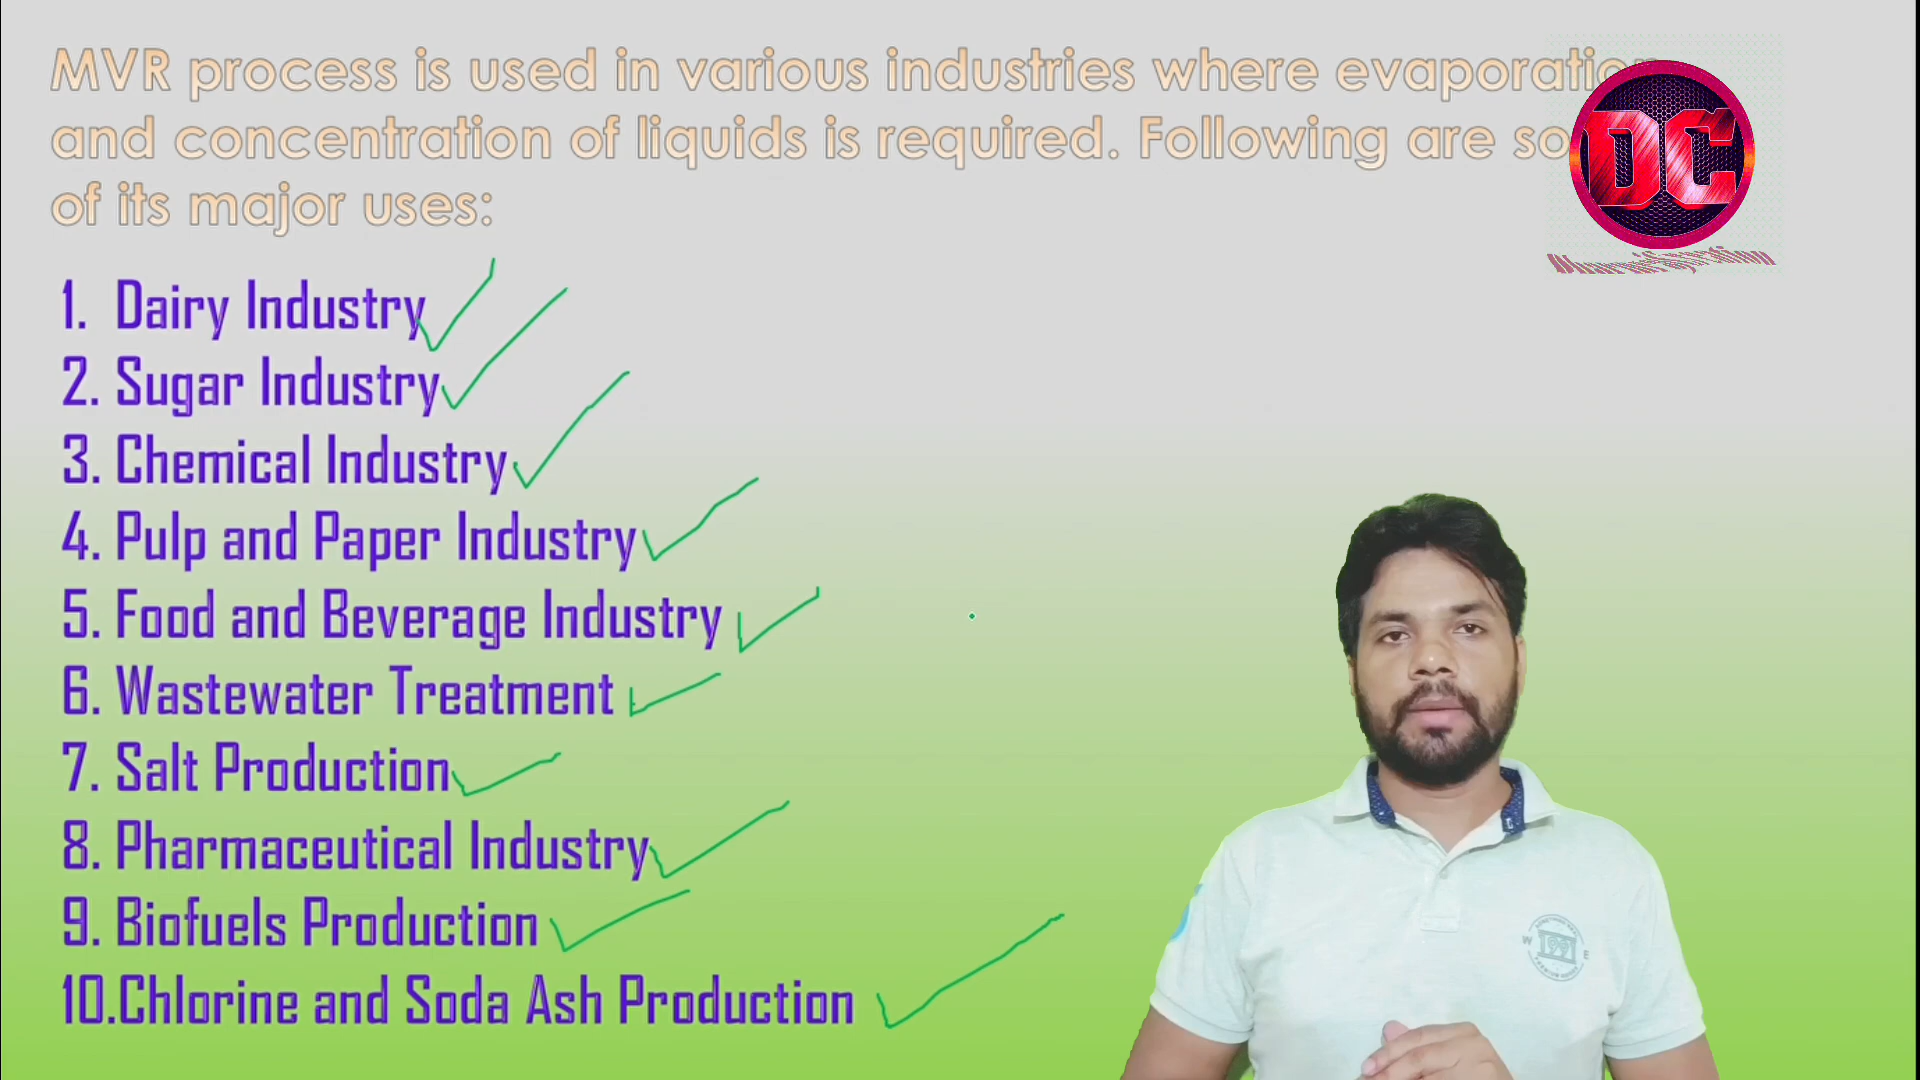 MVR process is used in various industries where evaporation
and concentration of liquids is required. Following are so
of its major uses:
DC
1. Dairy Industry
2. Sugar Industry
3. Chemical Industry
4. Pulp and Paper Industry
5. Food and Beverage Industry
6. Wastewater Treatment
7. Salt Production
8. Pharmaceutical Industry
9. Biofuels Production
10.Chlorine and Soda Ash Production